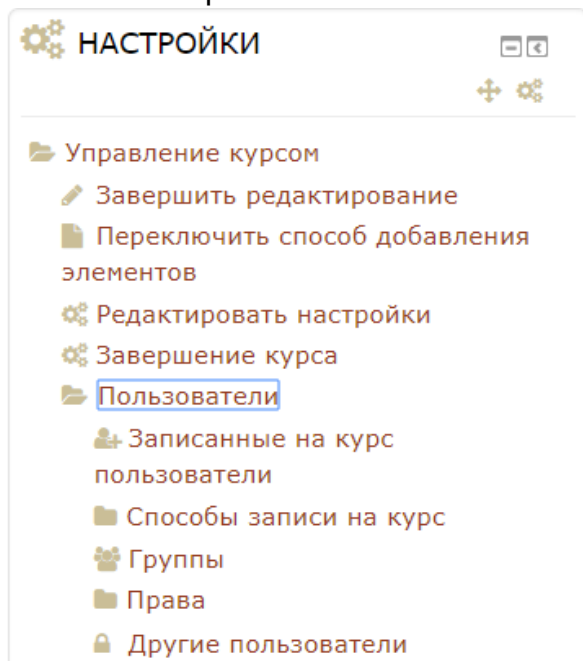 НАСТРОЙКИ
Управление курсом
Завершить редактирование
Переключить способ добавления
элементов
Редактировать настройки
Завершение курса
Пользователи
Записанные на курс
пользователи
Способы записи на курс
Группы
Права
Другие пользователи